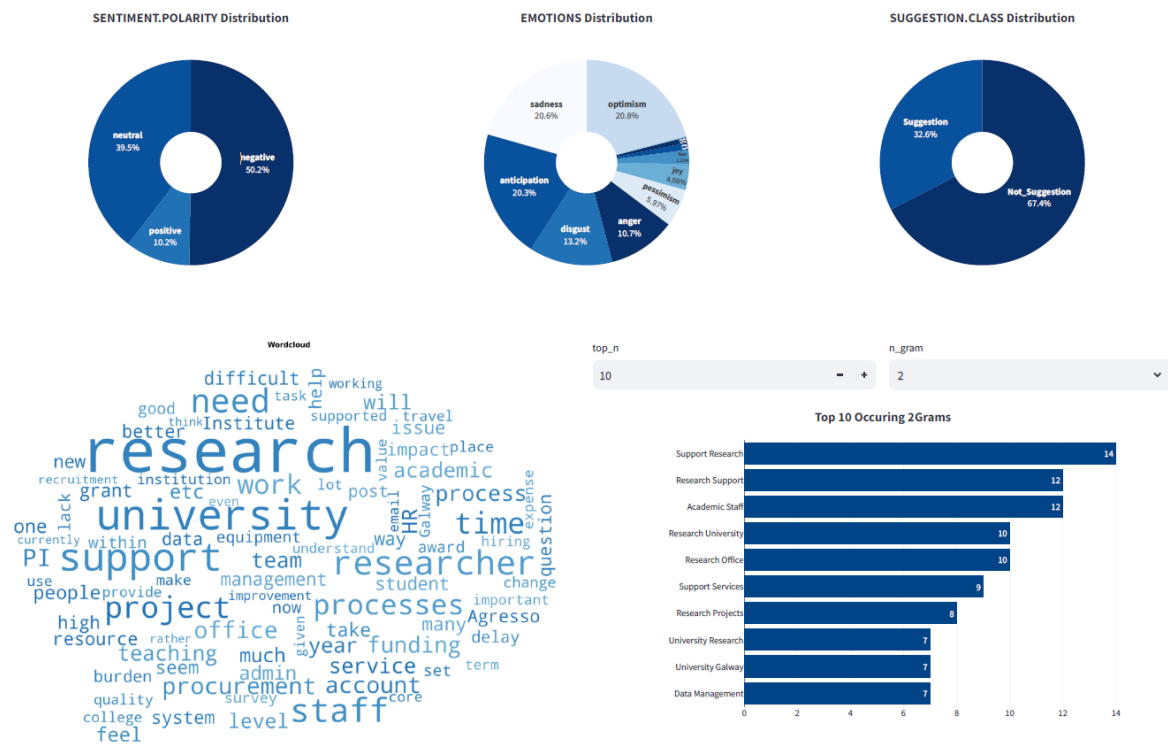 SENTIMENT.POLARITY Distribution
EMOTIONS Distribution
SUGGESTION.CLASS Distribution
neutral
39.5%
negative
50.2%
positive
10.2%
sadness
20.6%
optimism
20.8%
anticipation
20.3%
disgust
13.2%
anger
10.7%
pessimism
5.97%
joy
4.08%
Suggestion
32.6%
Not_Suggestion
67.4%
Wordcloud
difficult
help
working
need
task
will
good
think
Institute
supported
travel
better
issue
research
value
impact
place
new
academic
recruitment
institution
work
lot
post
grant
etc
even
process
expense
lack
university
email
HR
Galway
time
question
one
currently
within
data
equipment
way
award
hiring
PI
support
team
understand
researcher
use
make
management
student
change
people
provide
improvement
important
project
now
processes
Agresso
high
many
resource
rather
office
given
take
delay
year
funding
teaching
much
service
set
term
burden
seem
admin
procurement
account
core
quality
survey
staff
college
system
level
feel
top_n
n_gram
10
-
+
2
Top 10 Occuring 2Grams
Support Research
14
Research Support
12
Academic Staff
12
Research University
10
Research Office
10
Support Services
9
Research Projects
8
University Research
7
University Galway
7
Data Management
7
0 2 4 6 8 10 12 14